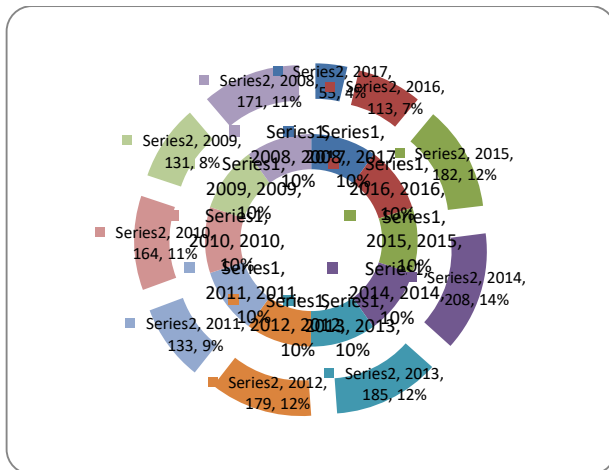 Series2, 2017,
55, 4%
Series2, 2008,
171, 11%
Series2, 2016,
113, 7%
Series1,
2008, 2008,
10%
Series1,
2017, 2017,
10%
Series2, 2009,
131, 8%
Series2, 2015,
182, 12%
Series1,
2009, 2009,
10%
Series1,
2016, 2016,
10%
Series2, 2010,
164, 11%
Series1,
2010, 2010,
10%
Series1,
2015, 2015,
10%
Series1,
2011, 2011,
10%
Series1,
2014, 2014,
10%
Series2, 2014,
208, 14%
Series2, 2011,
133, 9%
Series1,
2012, 2012,
10%
Series1,
2013, 2013,
10%
Series2, 2012,
179, 12%
Series2, 2013,
185, 12%